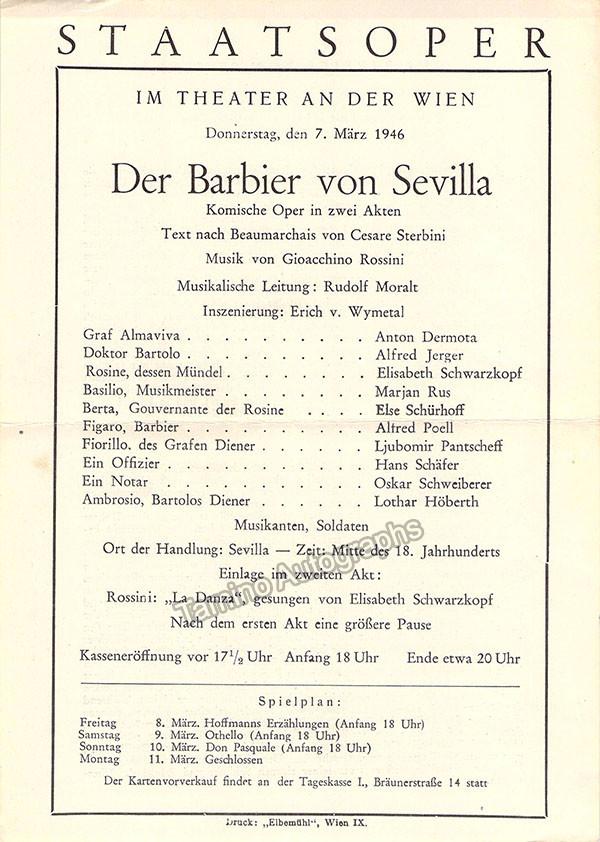 STAATSOPER
IM THEATER AN DER WIEN
Donnerstag, den 7. März 1946
Der Barbier von Sevilla
Komische Oper in zwei Akten
Text nach Beaumarchais von Cesare Sterbini
Musik von Gioacchino Rossini
Musikalische Leitung: Rudolf Moralt
Inszenierung: Erich v. Wymetal
Graf Almaviva . . . . . . . . . . Anton Dermota
Doktor Bartolo . . . . . . . . . . Alfred Jerger
Rosine, dessen Mündel . . . . . . . . Elisabeth Schwarzkopf
Basilio, Musikmeister . . . . . . . . Marjan Rus
Berta, Gouvernante der Rosine . . . . Else Schürhoff
Figaro, Barbier . . . . . . . . . . Alfred Poell
Fiorillo, des Grafen Diener . . . . . . Ljubomir Pantscheff
Ein Offizier . . . . . . . . . . . Hans Schäfer
Ein Notar . . . . . . . . . . . Oskar Schweiberer
Ambrosio, Bartolos Diener . . . . . . Lothar Höberth
Musikanten, Soldaten
Ort der Handlung: Sevilla — Zeit: Mitte des 18. Jahrhunderts
Einlage im zweiten Akt:
Rossini: „La Danza“, gesungen von Elisabeth Schwarzkopf
Nach dem ersten Akt eine größere Pause
Kasseneröffnung vor 17 1/2 Uhr Anfang 18 Uhr Ende etwa 20 Uhr
Spielplan:
Freitag 8. März. Hoffmanns Erzählungen (Anfang 18 Uhr)
Samstag 9. März. Othello (Anfang 18 Uhr)
Sonntag 10. März. Don Pasquale (Anfang 18 Uhr)
Montag 11. März. Geschlossen
Der Kartenvorverkauf findet an der Tageskasse I., Bräunerstraße 14 statt
Druck: „Elbemühl“, Wien IX.
Tamino Autographs